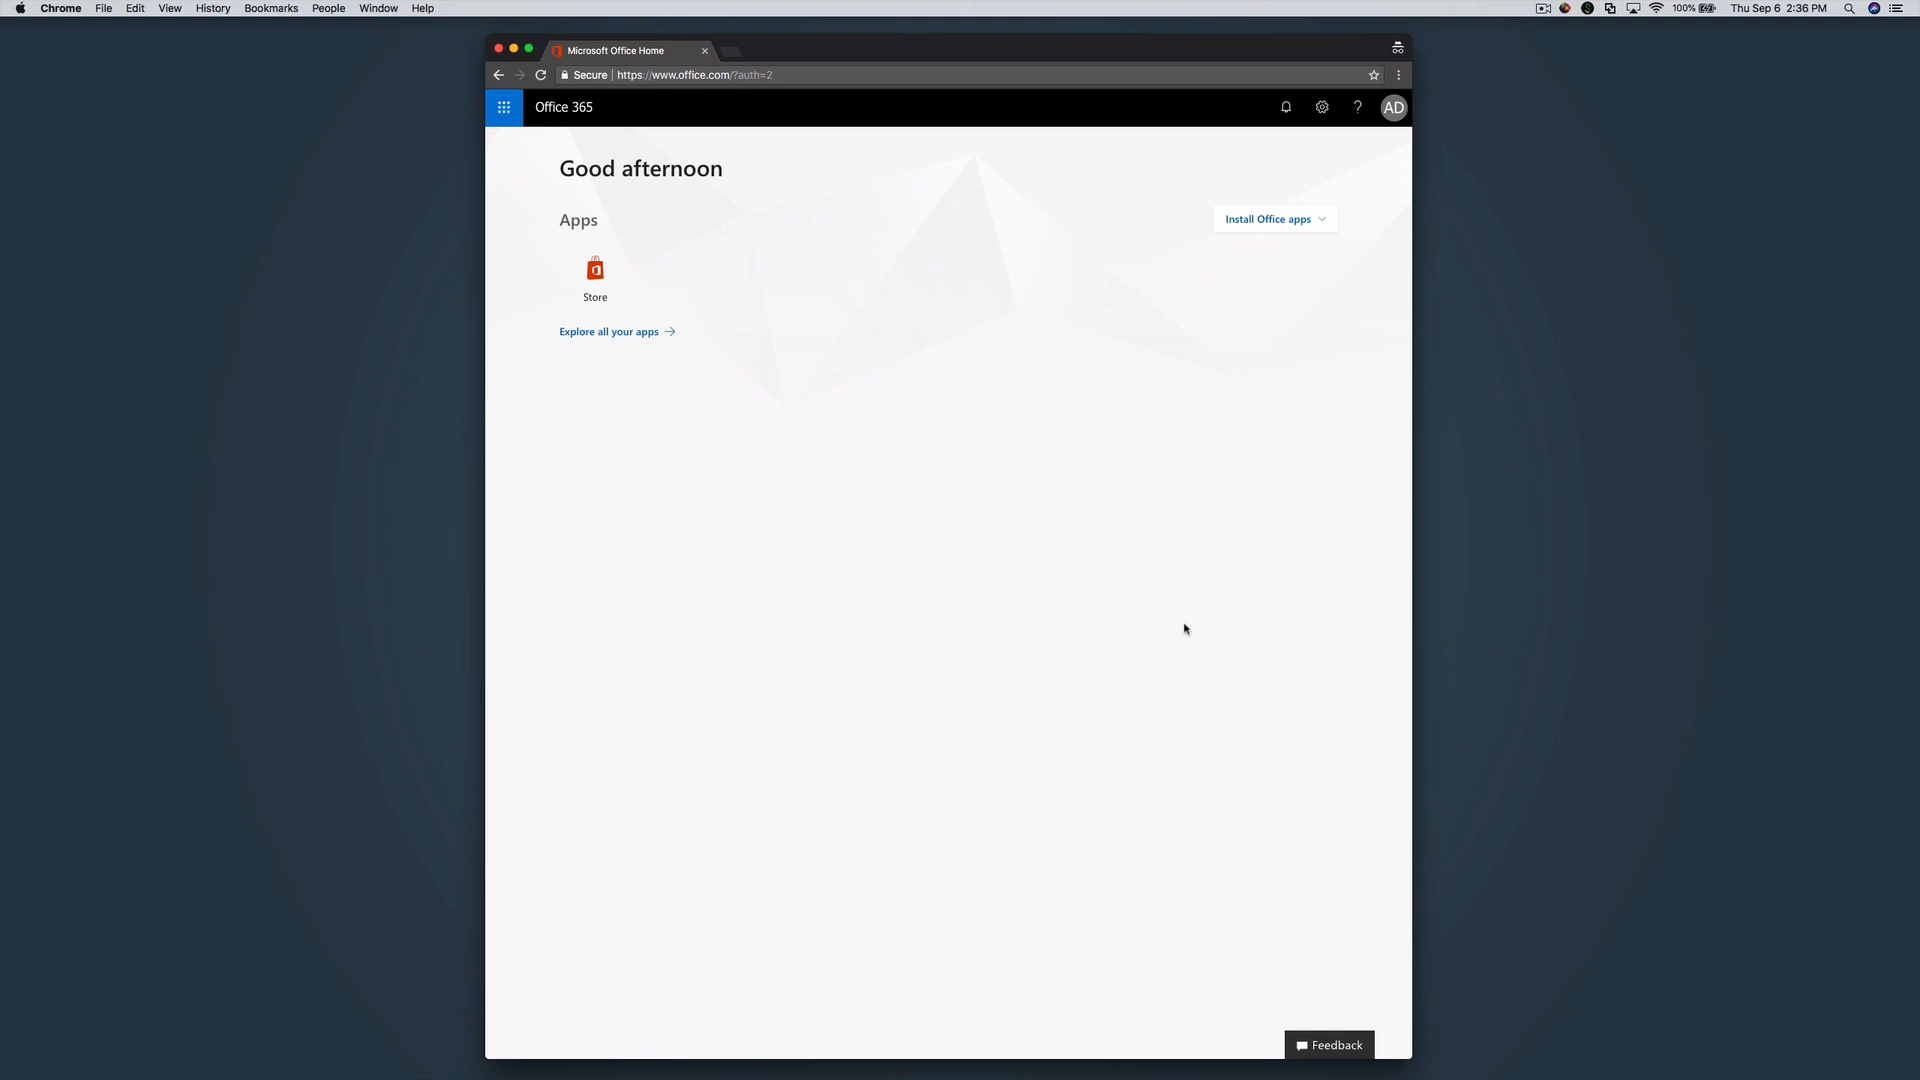 Chrome File Edit View History Bookmarks People Window Help 100% Thu Sep 6 2:36 PM
Microsoft Office Home
Secure https://www.office.com/?auth=2
Office 365 ? AD
Good afternoon
Apps
Install Office apps
Store
Explore all your apps
Feedback